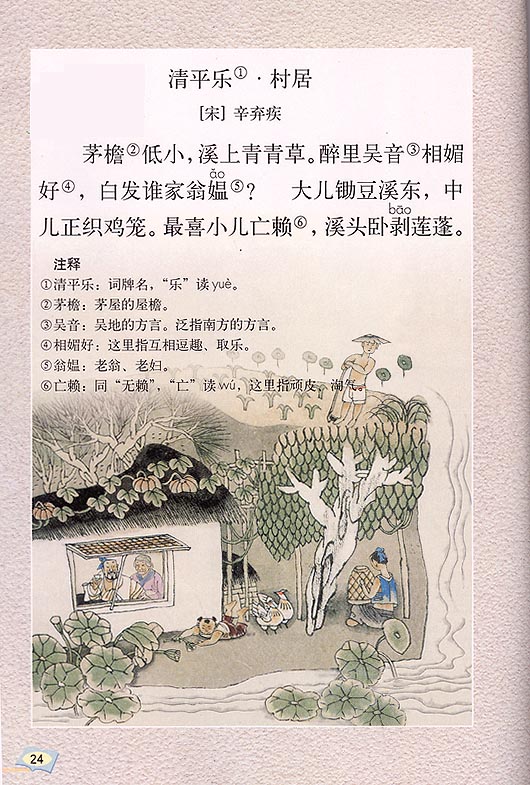 清平乐①·村居
[宋] 辛弃疾
茅檐②低小，溪上青青草。醉里吴音③相媚
ǎo
好④，白发谁家翁媪⑤？ 大儿锄豆溪东，中
bāo
儿正织鸡笼。最喜小儿亡赖⑥，溪头卧剥莲蓬。
注释
①清平乐：词牌名，“乐”读yuè。
②茅檐：茅屋的屋檐。
③吴音：吴地的方言。泛指南方的方言。
④相媚好：这里指互相逗趣、取乐。
⑤翁媪：老翁、老妇。
⑥亡赖：同“无赖”，“亡”读wú，这里指顽皮、淘气。
24